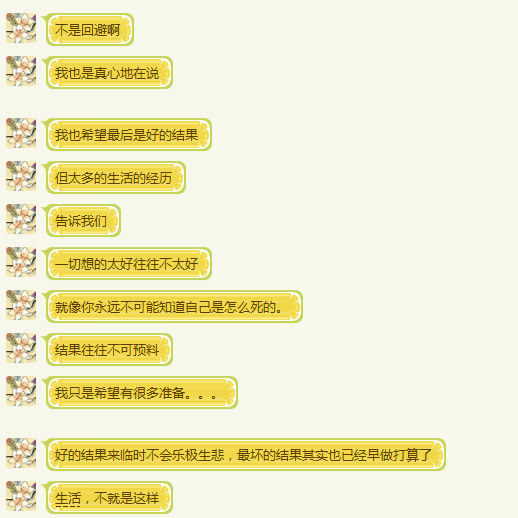 不是回避啊
我也是真心地在说
我也希望最后是好的结果
但太多的生活的经历
告诉我们
一切想的太好往往不太好
就像你永远不可能知道自己是怎么死的。
结果往往不可预料
我只是希望有很多准备。。。
好的结果来临时不会乐极生悲，最坏的结果其实也已经早做打算了
生活，不就是这样